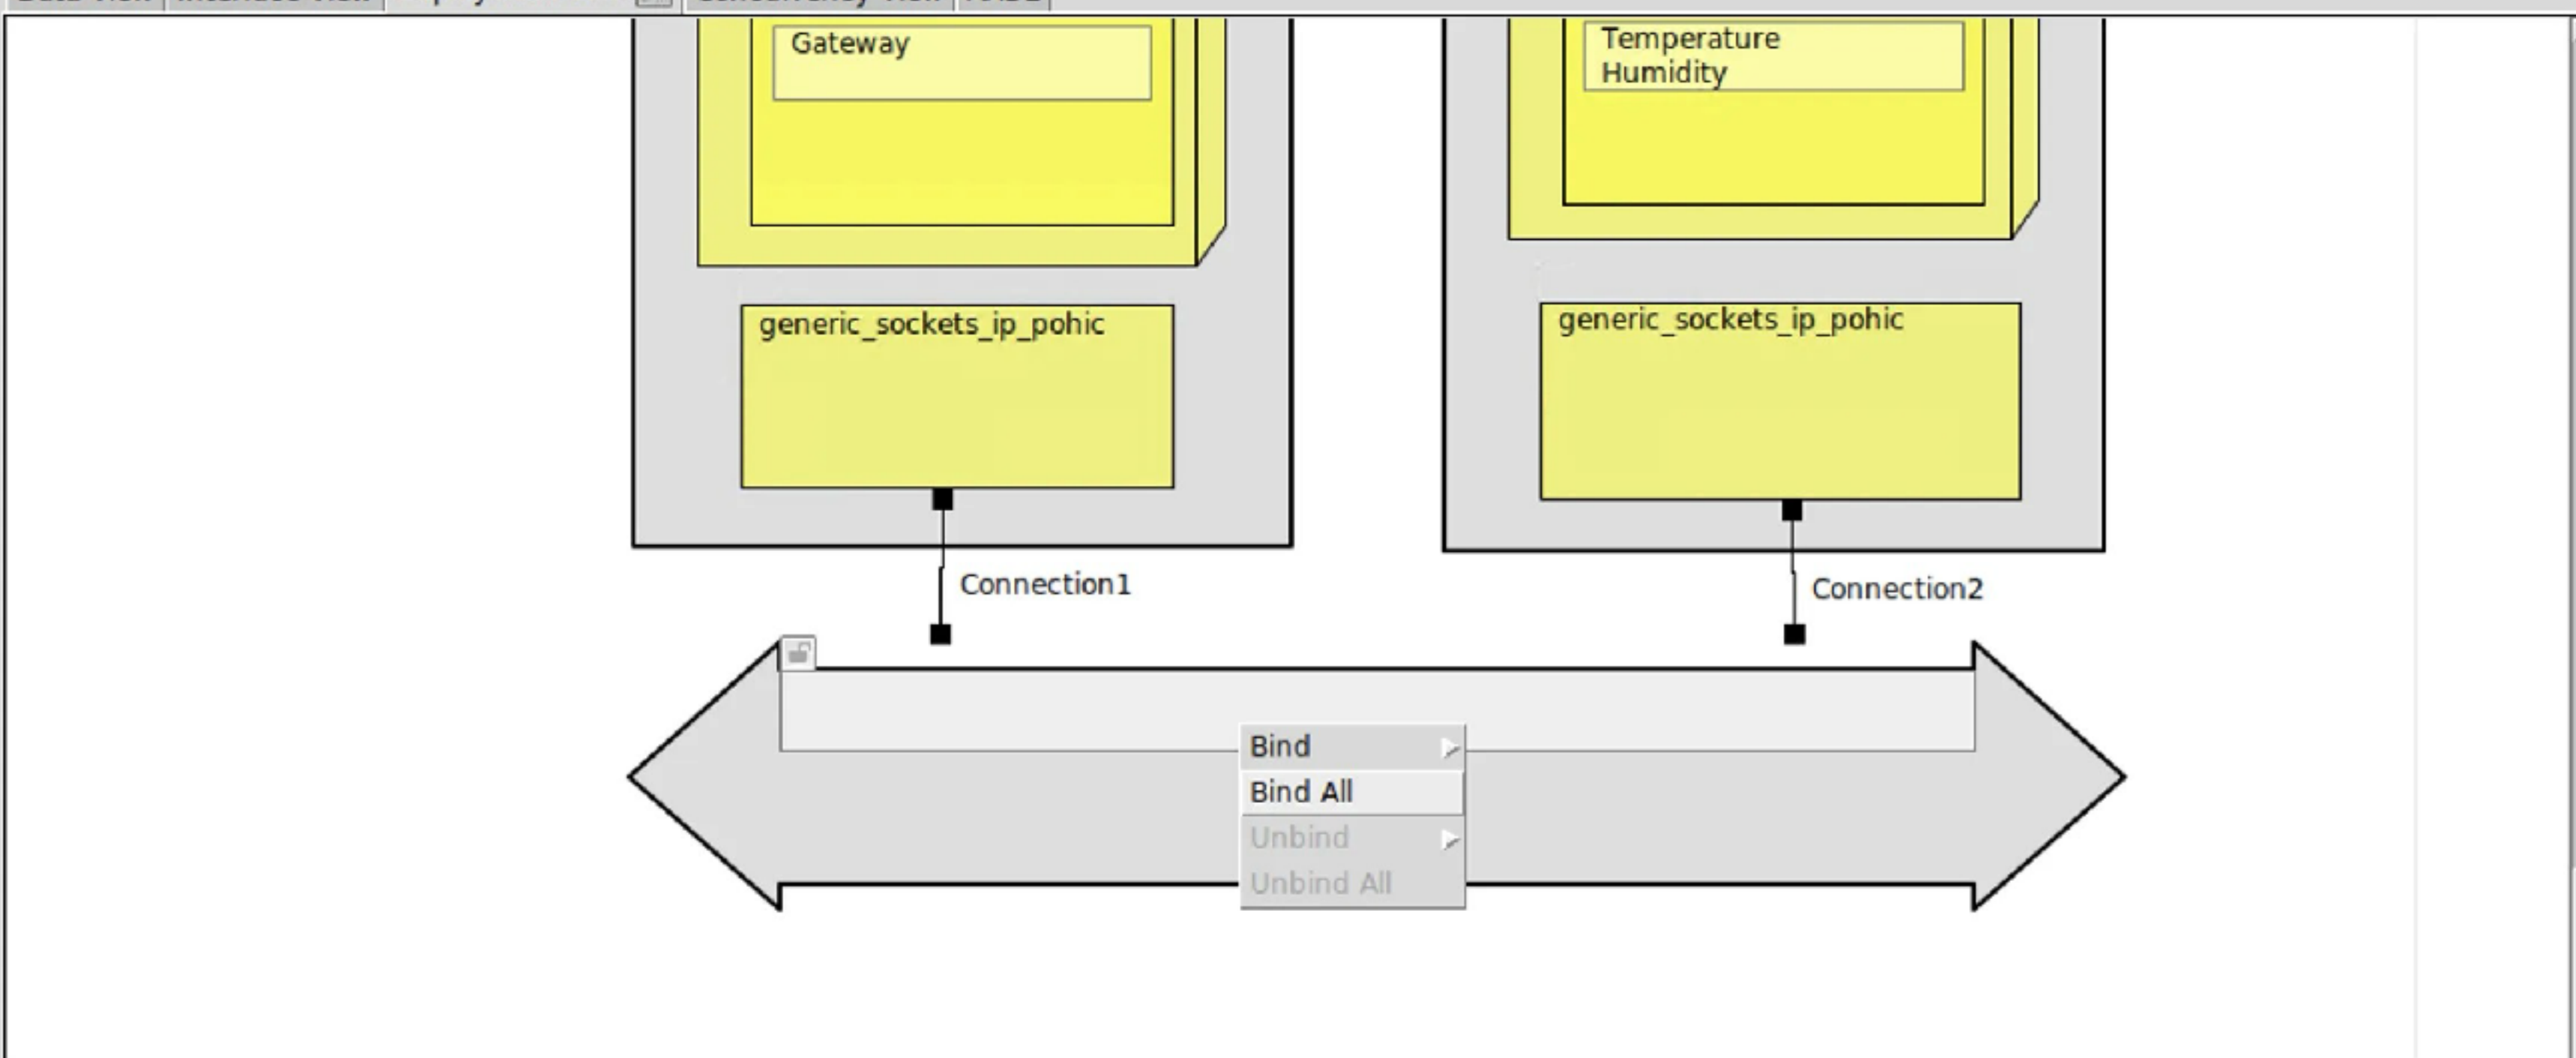 Gateway
Temperature
Humidity
generic_sockets_ip_pohic
generic_sockets_ip_pohic
Connection1
Connection2
Bind
Bind All
Unbind
Unbind All